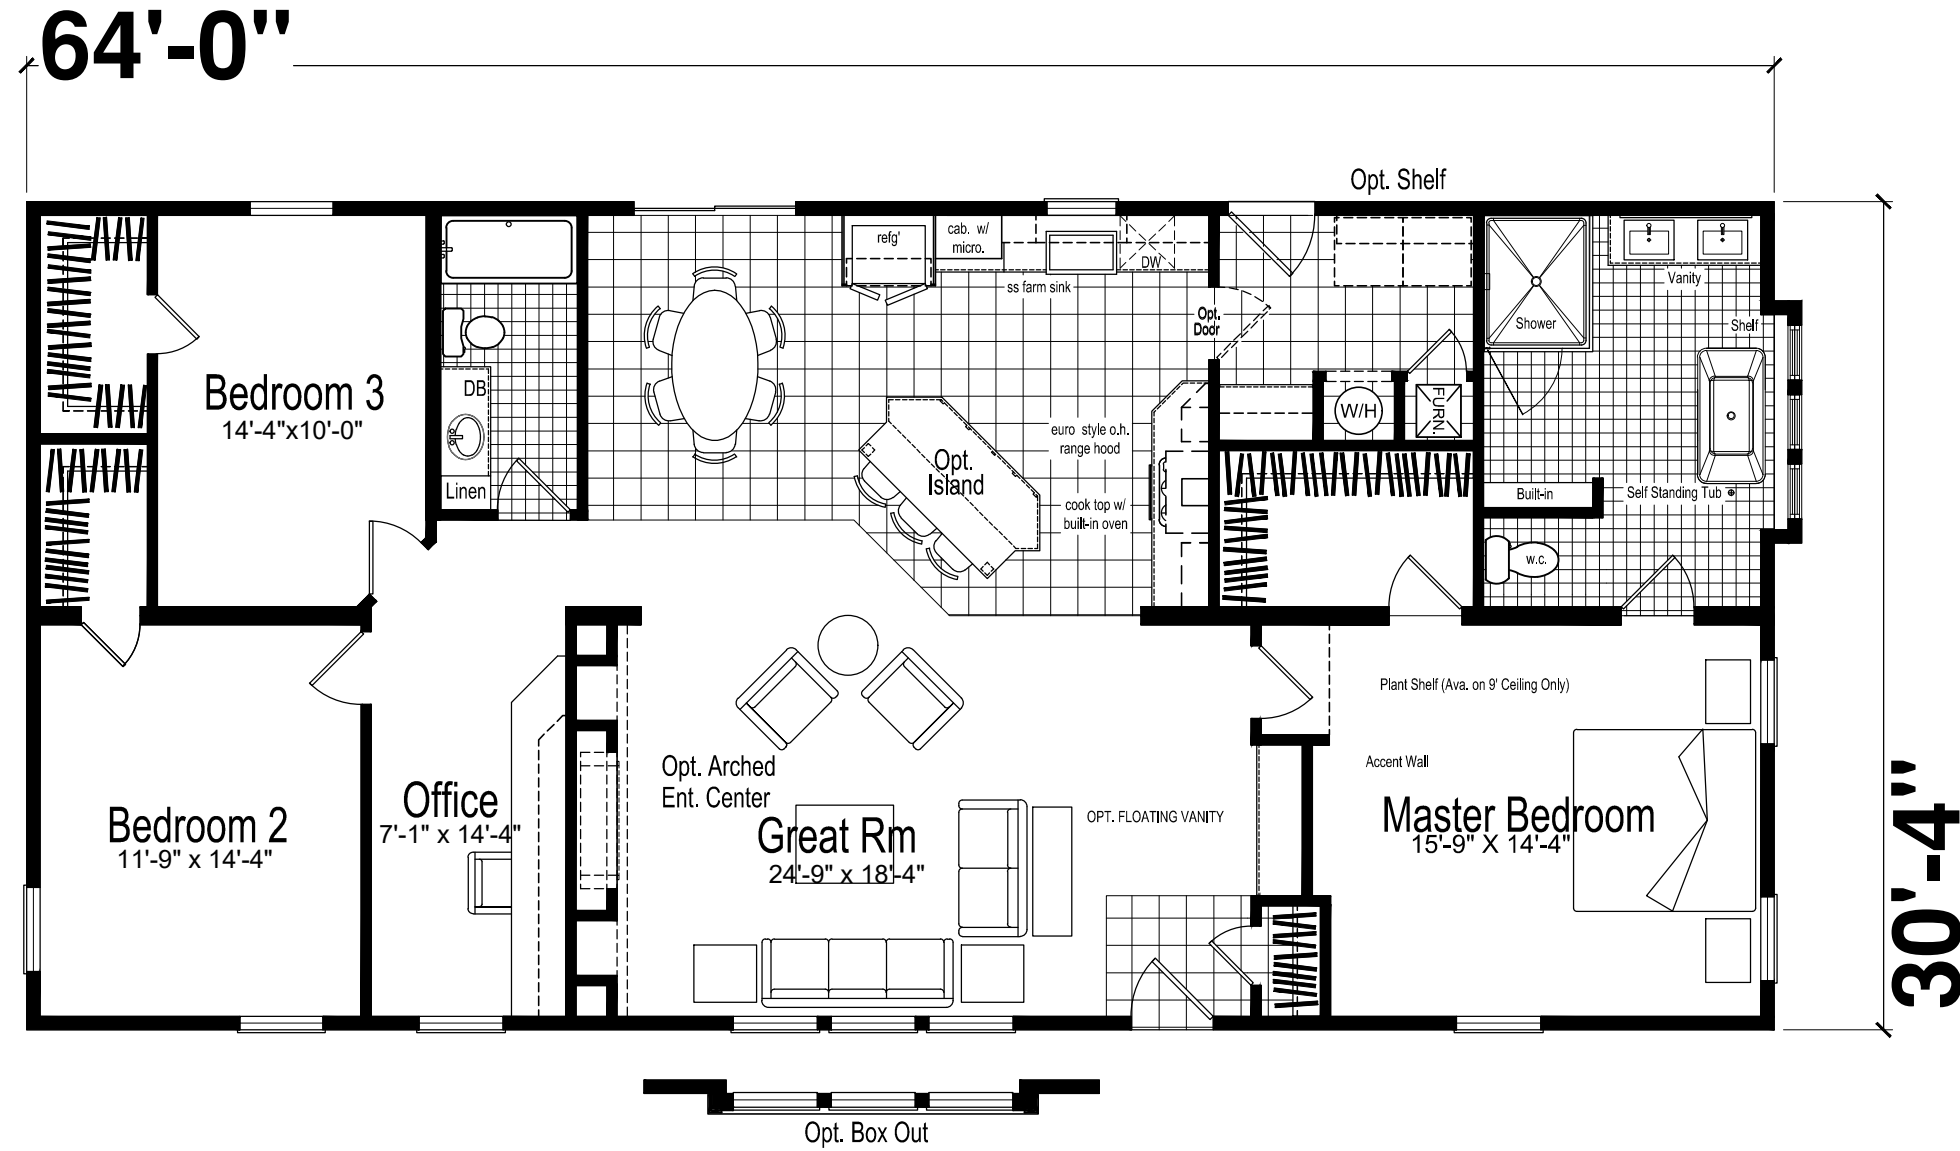 64'-0"
Opt. Shelf
refg'
cab. w/
micro.
DW
ss farm sink
Vanity
Opt.
Door
Shower
Shelf
Bedroom 3
14'-4"x10'-0"
DB
Linen
W/H
FURN.
euro style o.h.
range hood
Opt.
Island
cook top w/
built-in oven
Built-in
Self Standing Tub
w.c.
Plant Shelf (Ava. on 9' Ceiling Only)
Opt. Arched
Ent. Center
Accent Wall
Bedroom 2
11'-9" x 14'-4"
Office
7'-1" x 14'-4"
Great Rm
24'-9" x 18'-4"
OPT. FLOATING VANITY
Master Bedroom
15'-9" X 14'-4"
30'-4"
Opt. Box Out